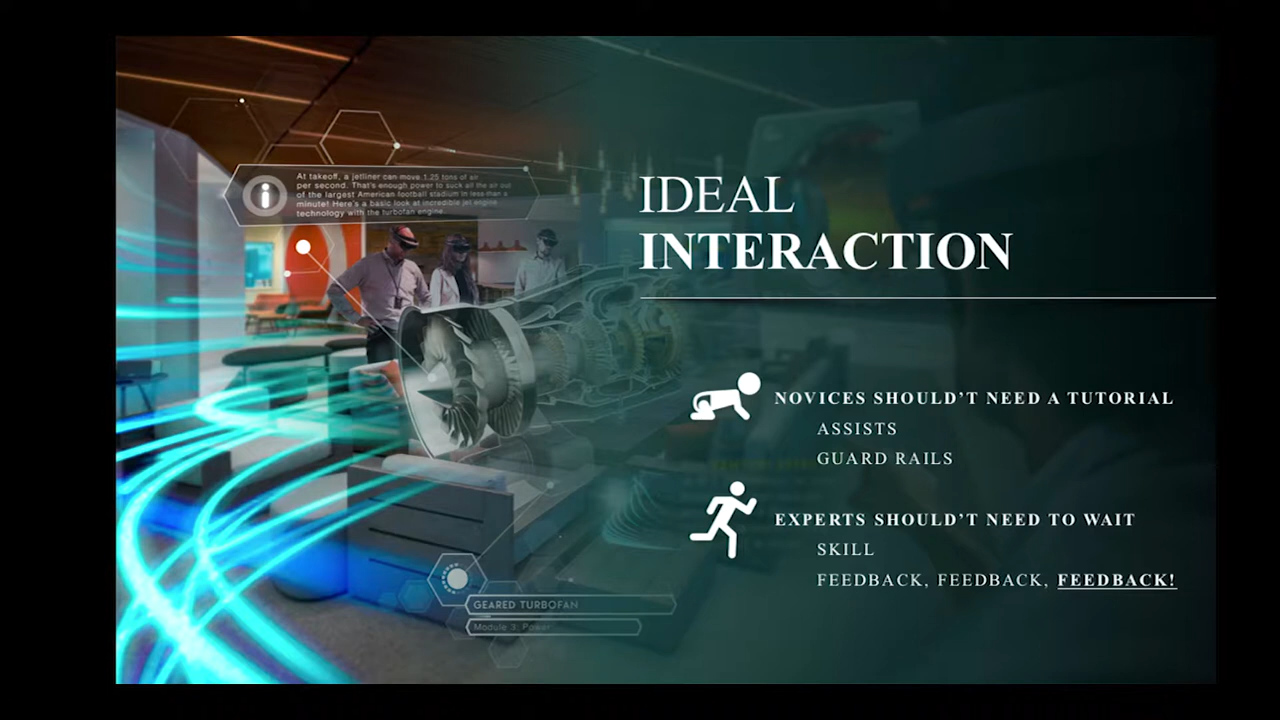 At takeoff, a jetliner can move 1.25 tons of air
per second. That's enough power to suck all the air out
of the largest American football stadium in less than a
minute! Here's a basic look at incredible jet engine
technology with the turbofan engine.
IDEAL
INTERACTION
NOVICES SHOULD'T NEED A TUTORIAL
ASSISTS
GUARD RAILS
EXPERTS SHOULD'T NEED TO WAIT
SKILL
FEEDBACK, FEEDBACK, FEEDBACK!
GEARED TURBOFAN
Module 3, Power